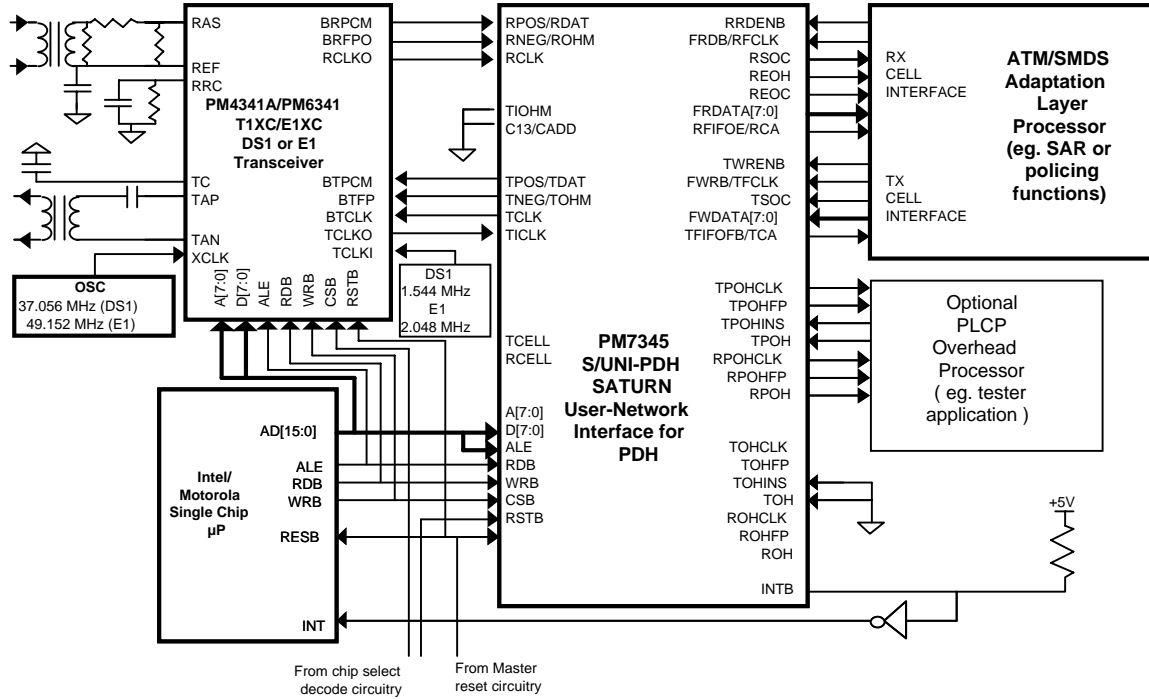 RAS
REF
RRC
PM4341A/PM6341
T1XC/E1XC
DS1 or E1
Transceiver
TC
TAP
TAN
XCLK
BRPCM
BRFPO
RCLKO
BTPCM
BTFP
BTCLK
TCLKO
TCLKI
A[7:0]
D[7:0]
ALE
RDB
WRB
CSB
RSTB
OSC
37.056 MHz (DS1)
49.152 MHz (E1)
DS1
1.544 MHz
E1
2.048 MHz
AD[15:0]
ALE
RDB
WRB
RESB
INT
Intel/
Motorola
Single Chip
µP
From chip select
decode circuitry
From Master
reset circuitry
RPOS/RDAT
RNEG/ROHM
RCLK
TIOHM
C13/CADD
TPOS/TDAT
TNEG/TOHM
TCLK
TICLK
TCELL
RCELL
A[7:0]
D[7:0]
ALE
RDB
WRB
CSB
RSTB
PM7345
S/UNI-PDH
SATURN
User-Network
Interface for
PDH
RRDENB
FRDB/RFCLK
RSOC
REOH
REOC
FRDATA[7:0]
RFIFOE/RCA
TWRENB
FWRB/TFCLK
TSOC
FWDATA[7:0]
TFIFOFB/TCA
TPOHCLK
TPOHFP
TPOHINS
TPOH
RPOHCLK
RPOHFP
RPOH
TOHCLK
TOHFP
TOHINS
TOH
ROHCLK
ROHFP
ROH
INTB
RX
CELL
INTERFACE
TX
CELL
INTERFACE
ATM/SMDS
Adaptation
Layer
Processor
(eg. SAR or
policing
functions)
Optional
PLCP
Overhead
Processor
( eg. tester
application )
+5V